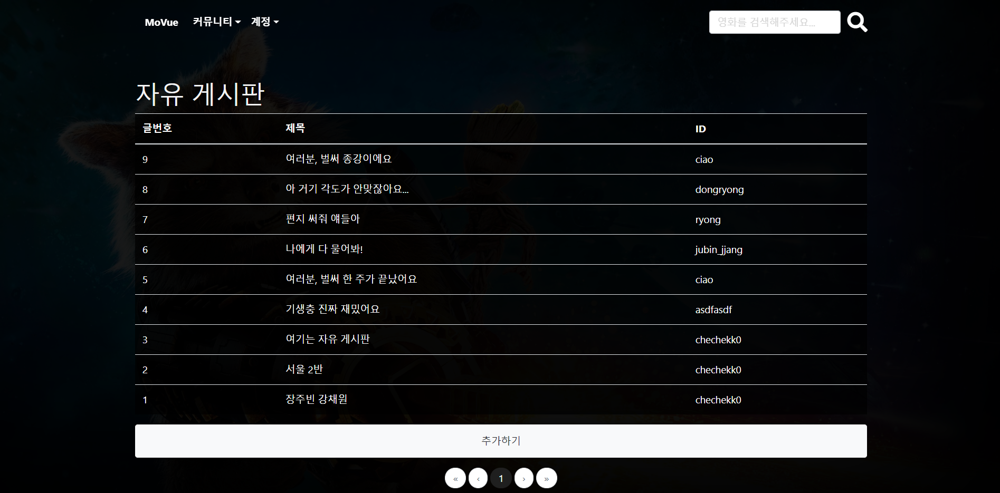 MoVue 커뮤니티 계정 영화를 검색해주세요...
자유 게시판
글번호 제목 ID
9 여러분, 벌써 종강이에요 ciao
8 아 거기 각도가 안맞잖아요... dongryong
7 편지 써줘 얘들아 ryong
6 나에게 다 물어봐! jubin_jjang
5 여러분, 벌써 한 주가 끝났어요 ciao
4 기생충 진짜 재밌어요 asdfasdf
3 여기는 자유 게시판 chechekk0
2 서울 2반 chechekk0
1 장주빈 강채원 chechekk0
추가하기
« ‹ 1 › »